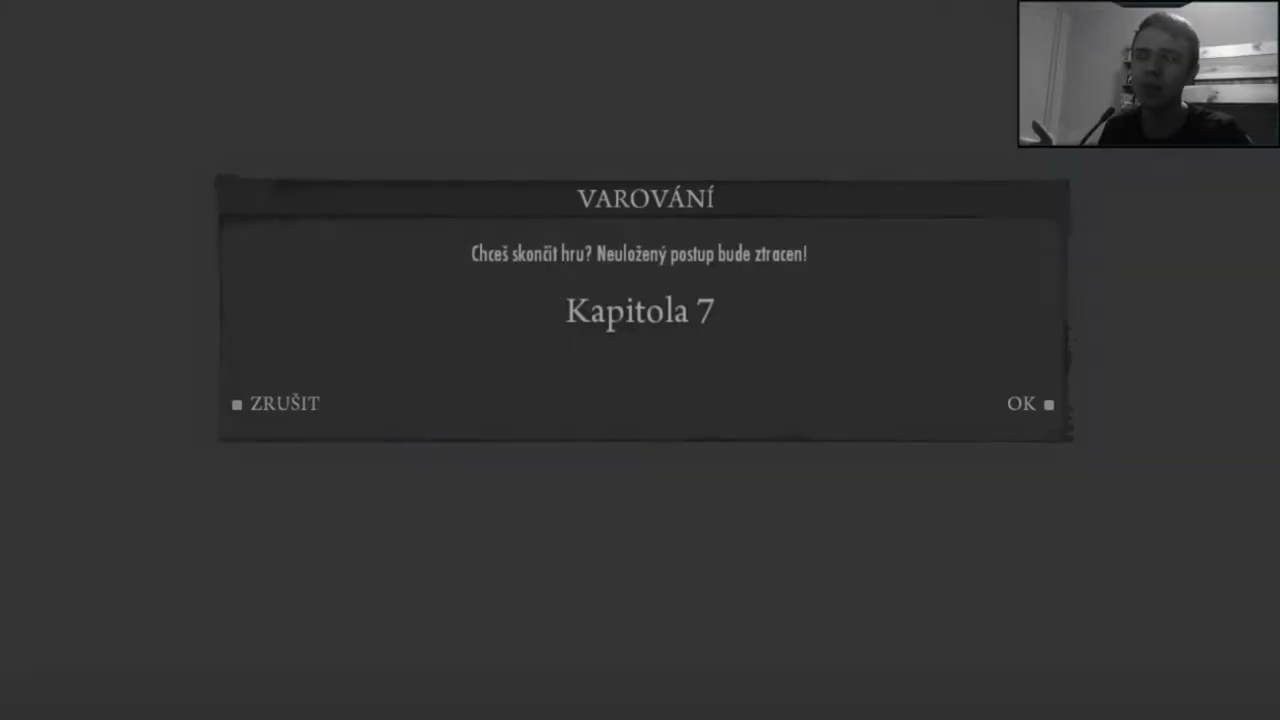 VAROVÁNÍ
Chceš skončit hru? Neuložený postup bude ztracen!
Kapitola 7
ZRUŠIT
OK